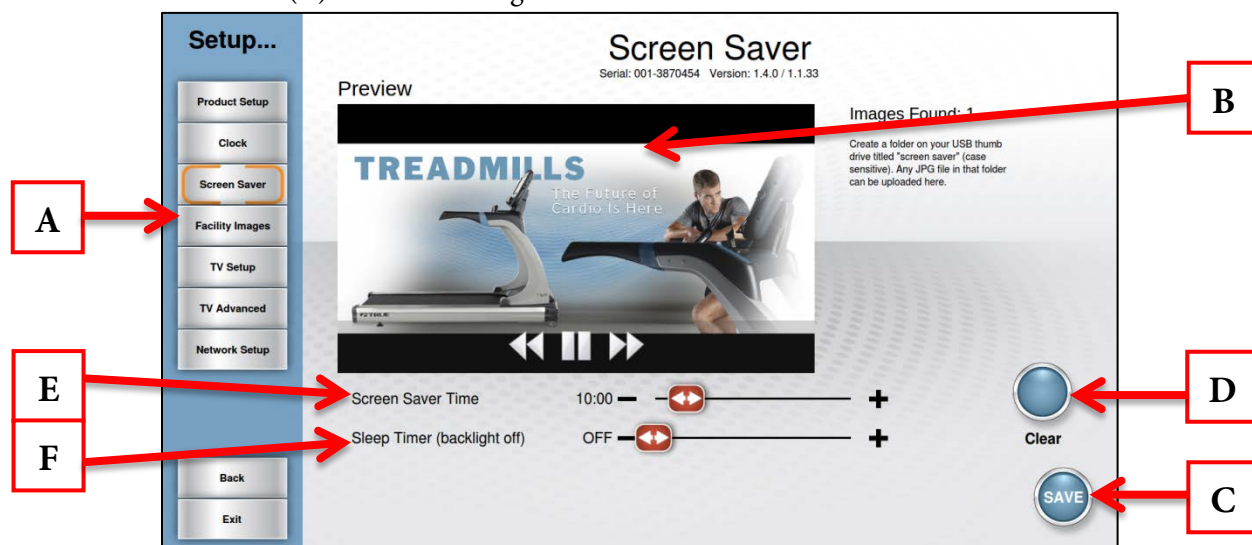 Setup...
Product Setup
Clock
Screen Saver
Facility Images
TV Setup
TV Advanced
Network Setup
Back
Exit
Screen Saver
Serial: 001-3870454 Version: 1.4.0 / 1.1.33
Preview
TREADMILLS
The Future of
Cardio Is Here
TRUE
Images Found: 1
Create a folder on your USB thumb
drive titled "screen saver" (case
sensitive). Any JPG file in that folder
can be uploaded here.
Screen Saver Time 10:00
Sleep Timer (backlight off) OFF
Clear
SAVE
A
B
E
D
F
C